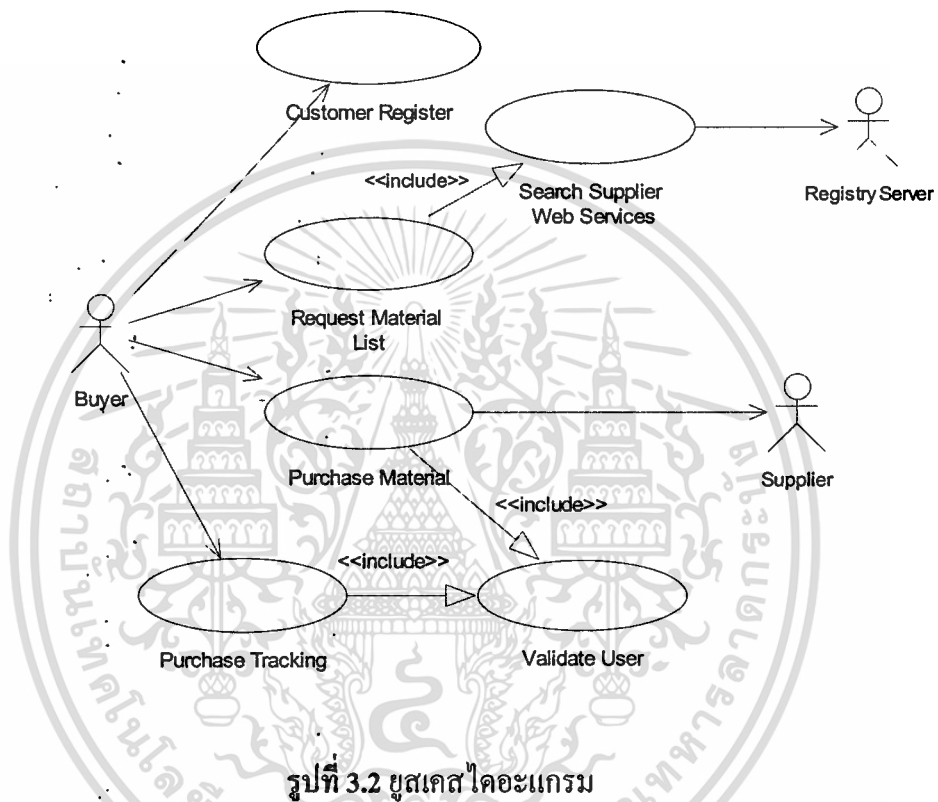 Customer Register
<<include>>
Search Supplier
Web Services
Registry Server
Request Material
List
Buyer
Purchase Material
Supplier
<<include>>
<<include>>
Purchase Tracking
Validate User
รูปที่ 3.2 ยูสเคสไดอะแกรม